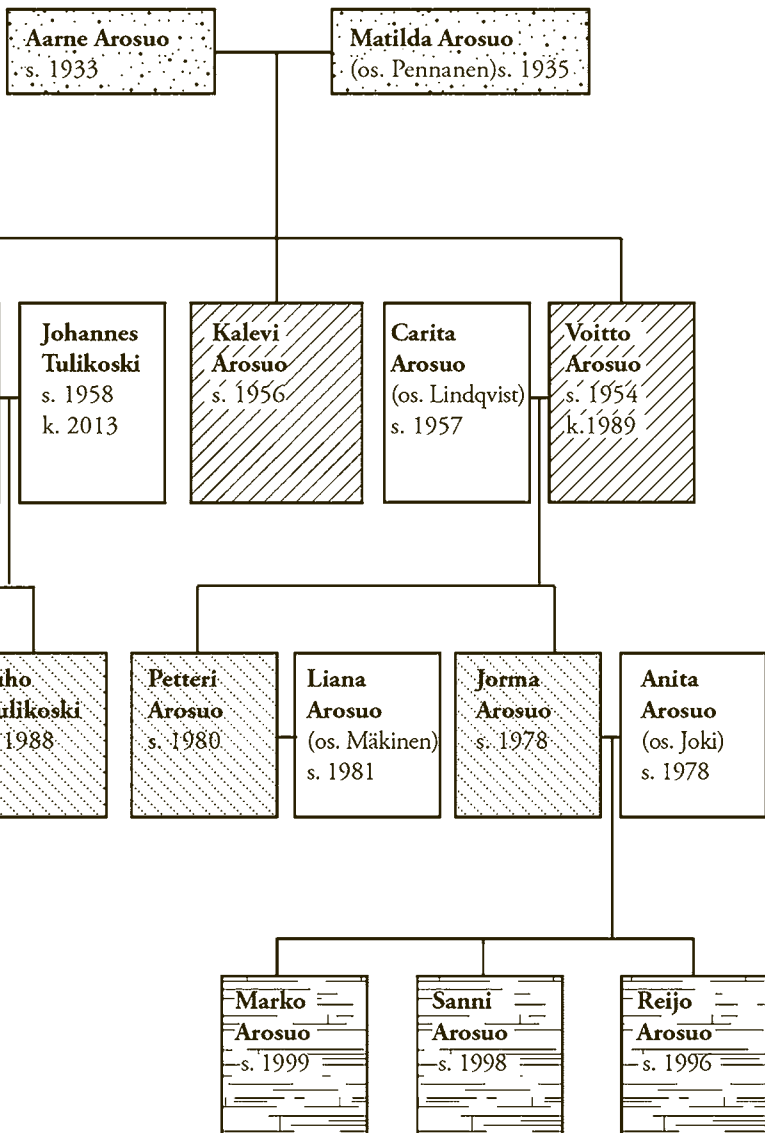 Aarne Arosuo
s. 1933
Matilda Arosuo
(os. Pennanen)s. 1935
Johannes
Tulikoski
s. 1958
k. 2013
Kalevi
Arosuo
s. 1956
Carita
Arosuo
(os. Lindqvist)
s. 1957
Voitto
Arosuo
s. 1954
k.1989
1988
Petteri
Arosuo
s. 1980
Liana
Arosuo
(os. Mäkinen)
s. 1981
Jorma
Arosuo
s. 1978
Anita
Arosuo
(os. Joki)
s. 1978
Marko
Arosuo
s. 1999
Sanni
Arosuo
s. 1998
Reijo
Arosuo
s. 1996